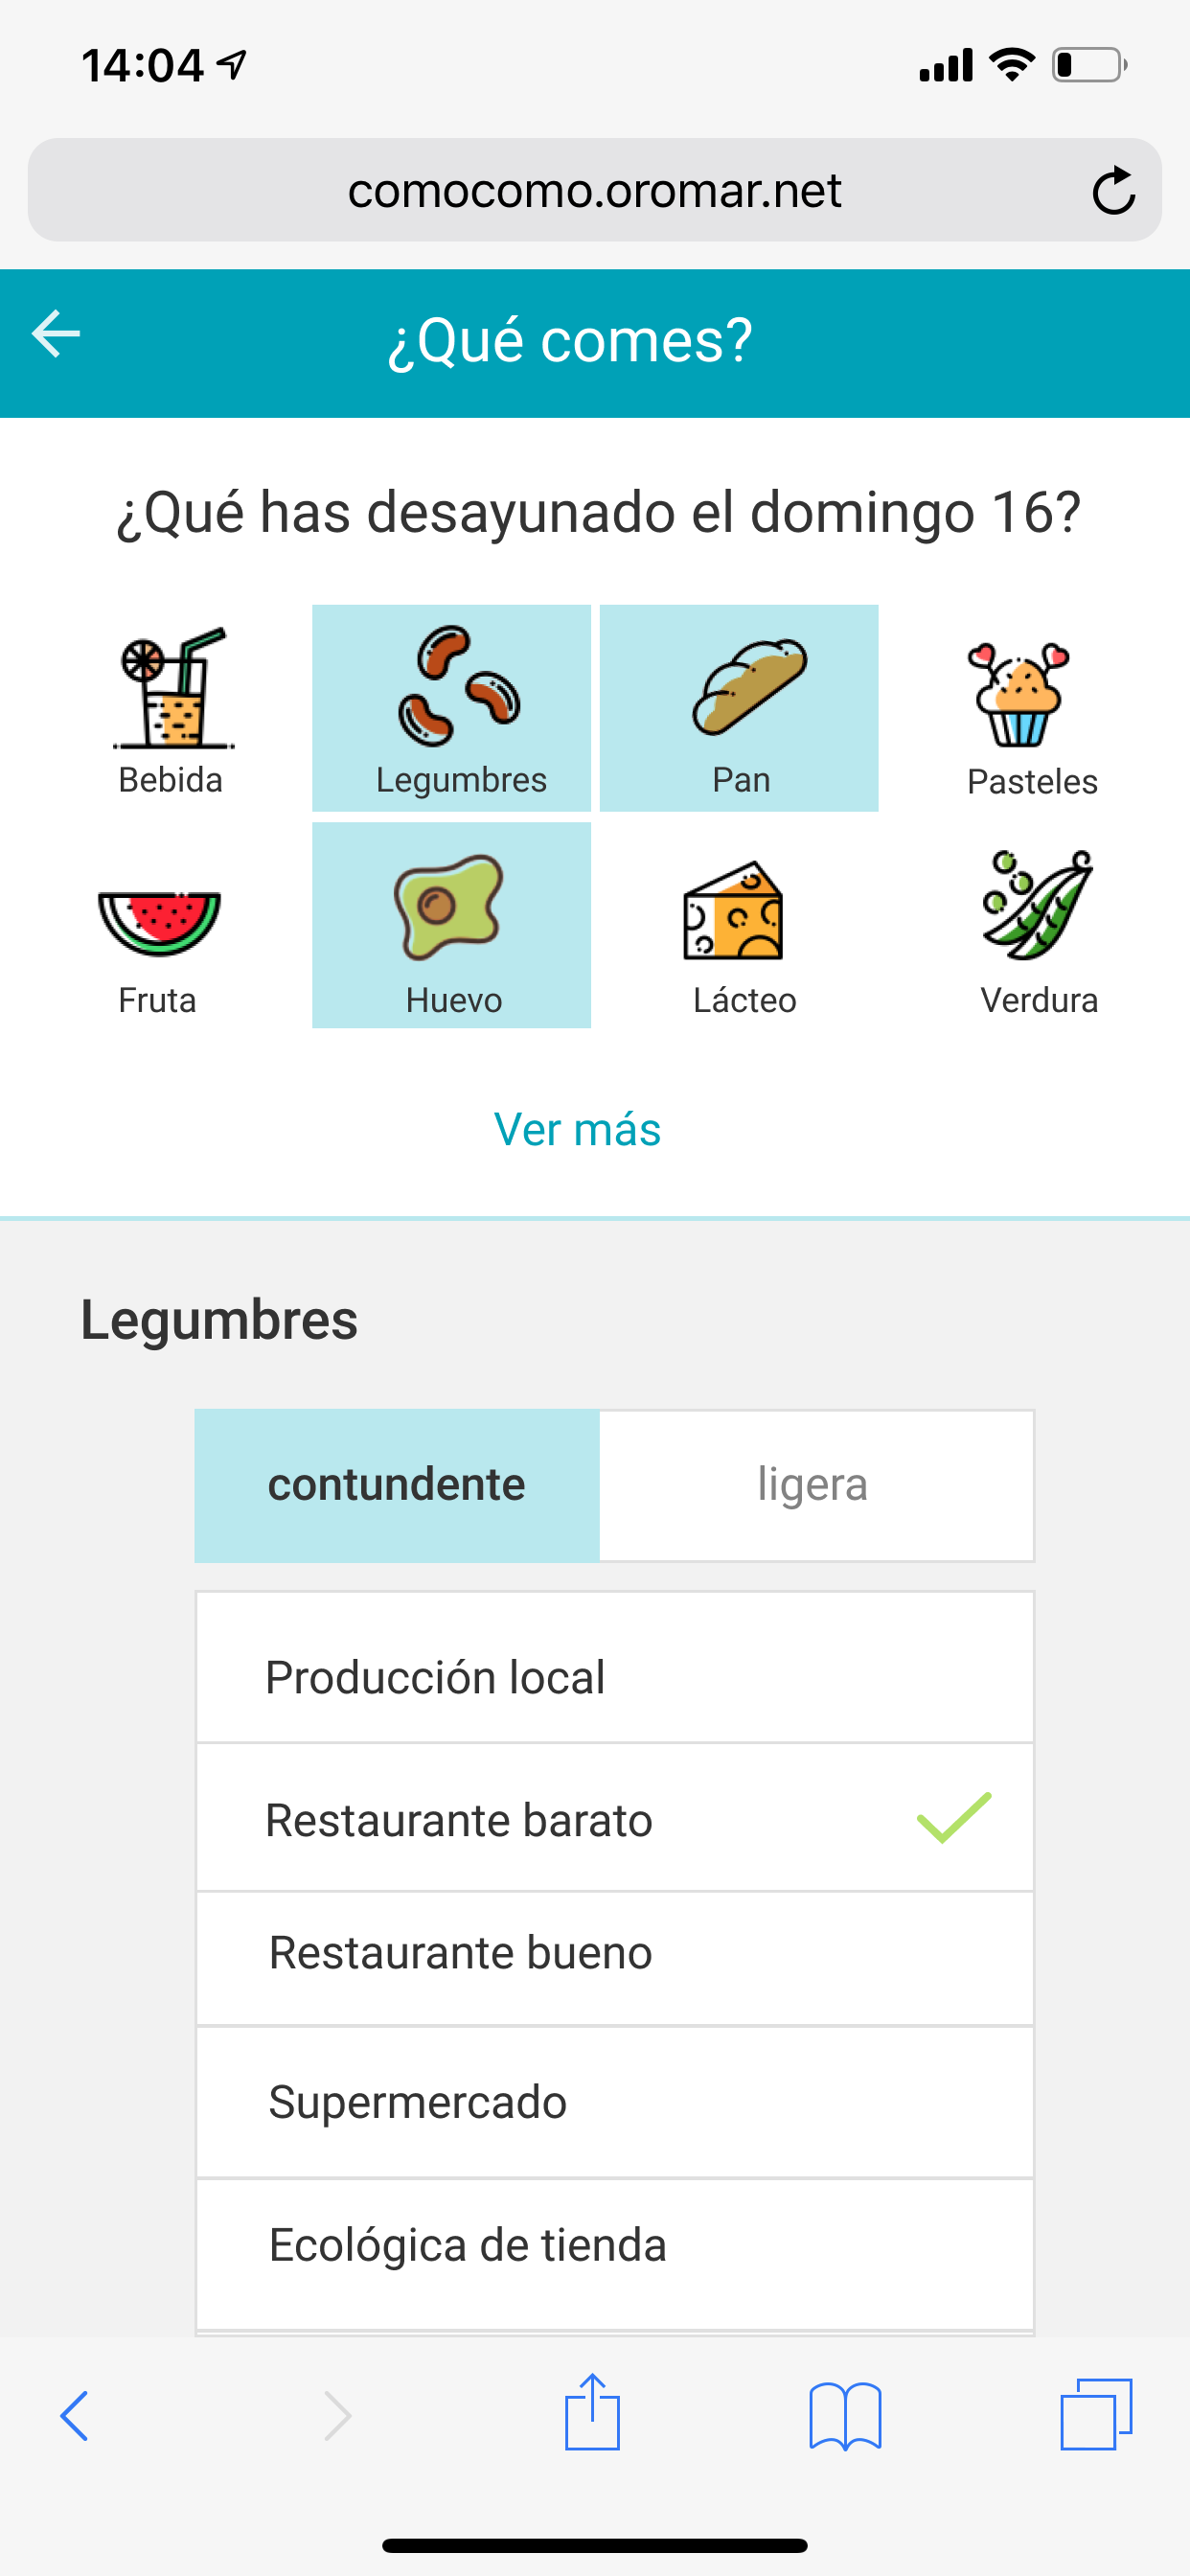 14:04
comocomo.oromar.net
¿Qué comes?
¿Qué has desayunado el domingo 16?
Bebida Legumbres Pan Pasteles
Fruta Huevo Lácteo Verdura
Ver más
Legumbres
contundente ligera
Producción local
Restaurante barato
Restaurante bueno
Supermercado
Ecológica de tienda